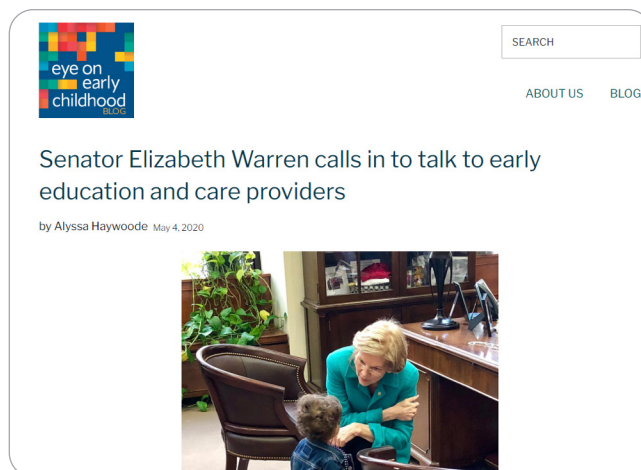 eye on
early
childhood
BLOG
SEARCH
ABOUT US BLOG
Senator Elizabeth Warren calls in to talk to early
education and care providers
by Alyssa Haywoode May 4, 2020